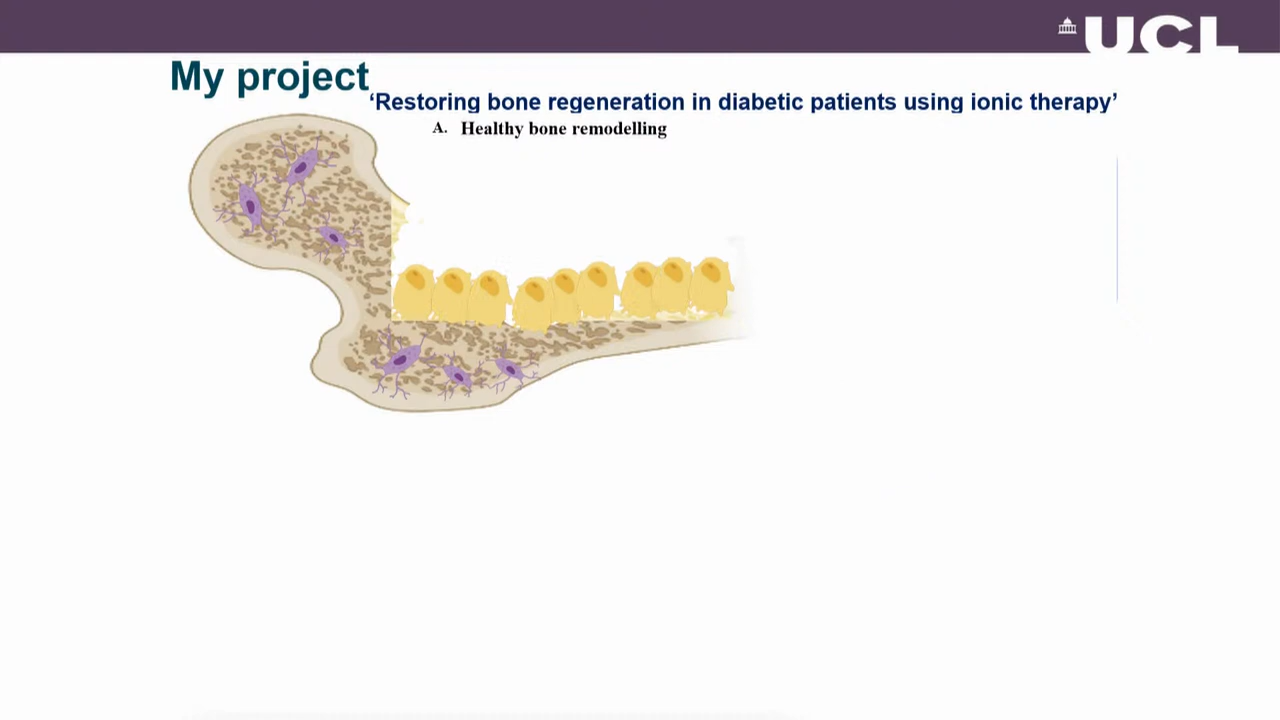 UCL
My project
‘Restoring bone regeneration in diabetic patients using ionic therapy’
A. Healthy bone remodelling